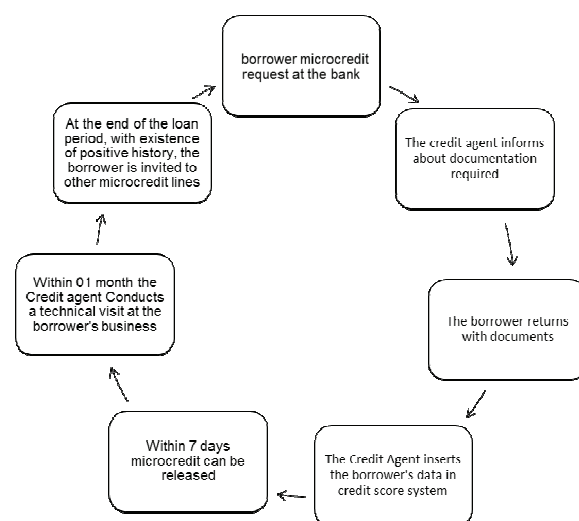 borrower microcredit
request at the bank
The credit agent informs
about documentation
required
The borrower returns
with documents
The Credit Agent inserts
the borrower's data in
credit score system
Within 7 days
microcredit can be
released
Within 01 month the
Credit agent Conducts
a technical visit at the
borrower's business
At the end of the loan
period, with existence
of positive history, the
borrower is invited to
other microcredit lines